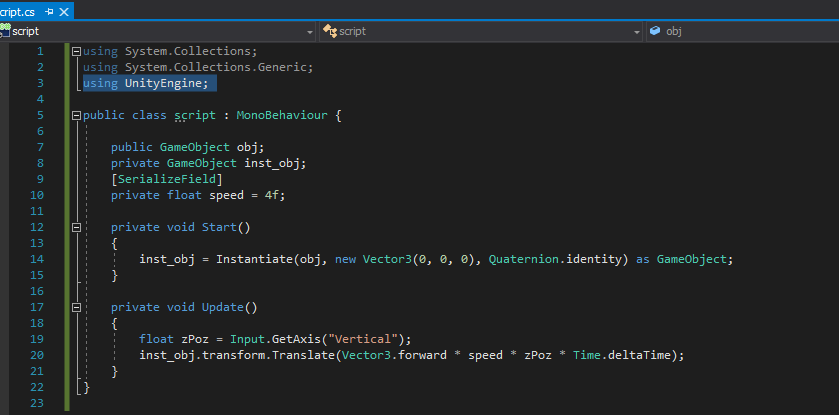 cript.cs
script script obj
1 using System.Collections;
2 using System.Collections.Generic;
3 using UnityEngine;
4
5 public class script : MonoBehaviour {
6
7 public GameObject obj;
8 private GameObject inst_obj;
9 [SerializeField]
10 private float speed = 4f;
11
12 private void Start()
13 {
14 inst_obj = Instantiate(obj, new Vector3(0, 0, 0), Quaternion.identity) as GameObject;
15 }
16
17 private void Update()
18 {
19 float zPoz = Input.GetAxis("Vertical");
20 inst_obj.transform.Translate(Vector3.forward * speed * zPoz * Time.deltaTime);
21 }
22 }
23